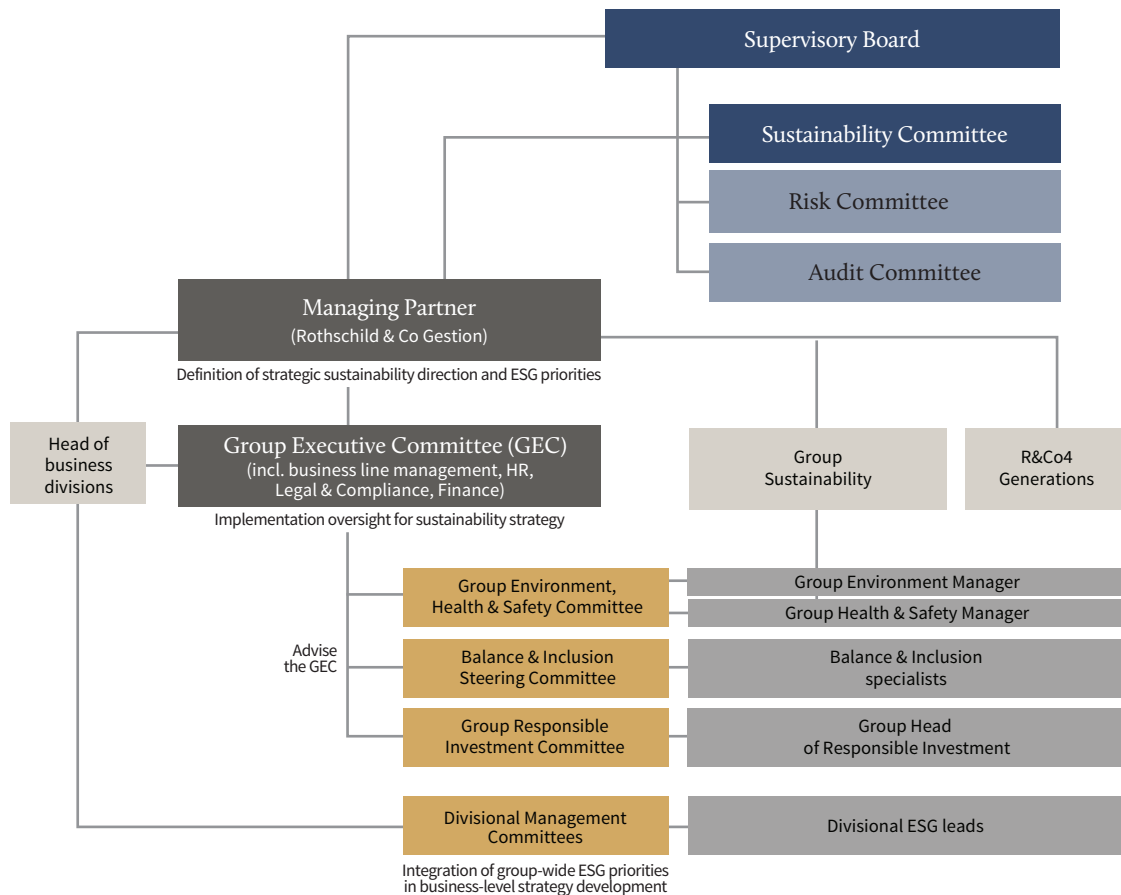 Supervisory Board
Sustainability Committee
Risk Committee
Audit Committee
Managing Partner
(Rothschild & Co Gestion)
Definition of strategic sustainability direction and ESG priorities
Head of
business
divisions
Group Executive Committee (GEC)
(incl. business line management, HR,
Legal & Compliance, Finance)
Implementation oversight for sustainability strategy
Group
Sustainability
R&Co4
Generations
Advise
the GEC
Group Environment,
Health & Safety Committee
Group Environment Manager
Group Health & Safety Manager
Balance & Inclusion
Steering Committee
Balance & Inclusion
specialists
Group Responsible
Investment Committee
Group Head
of Responsible Investment
Divisional Management
Committees
Divisional ESG leads
Integration of group-wide ESG priorities
in business-level strategy development